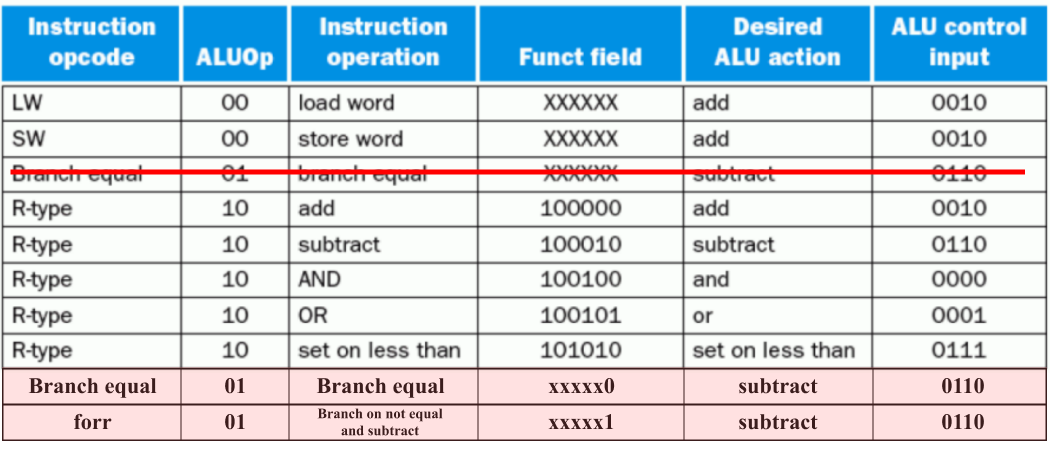 Instruction opcode ALUOp Instruction operation Funct field Desired ALU action ALU control input
LW 00 load word XXXXXX add 0010
SW 00 store word XXXXXX add 0010
Branch equal 01 branch equal XXXXXX subtract 0110
R-type 10 add 100000 add 0010
R-type 10 subtract 100010 subtract 0110
R-type 10 AND 100100 and 0000
R-type 10 OR 100101 or 0001
R-type 10 set on less than 101010 set on less than 0111
Branch equal 01 Branch equal xxxxx0 subtract 0110
forr 01 Branch on not equal and subtract xxxxx1 subtract 0110